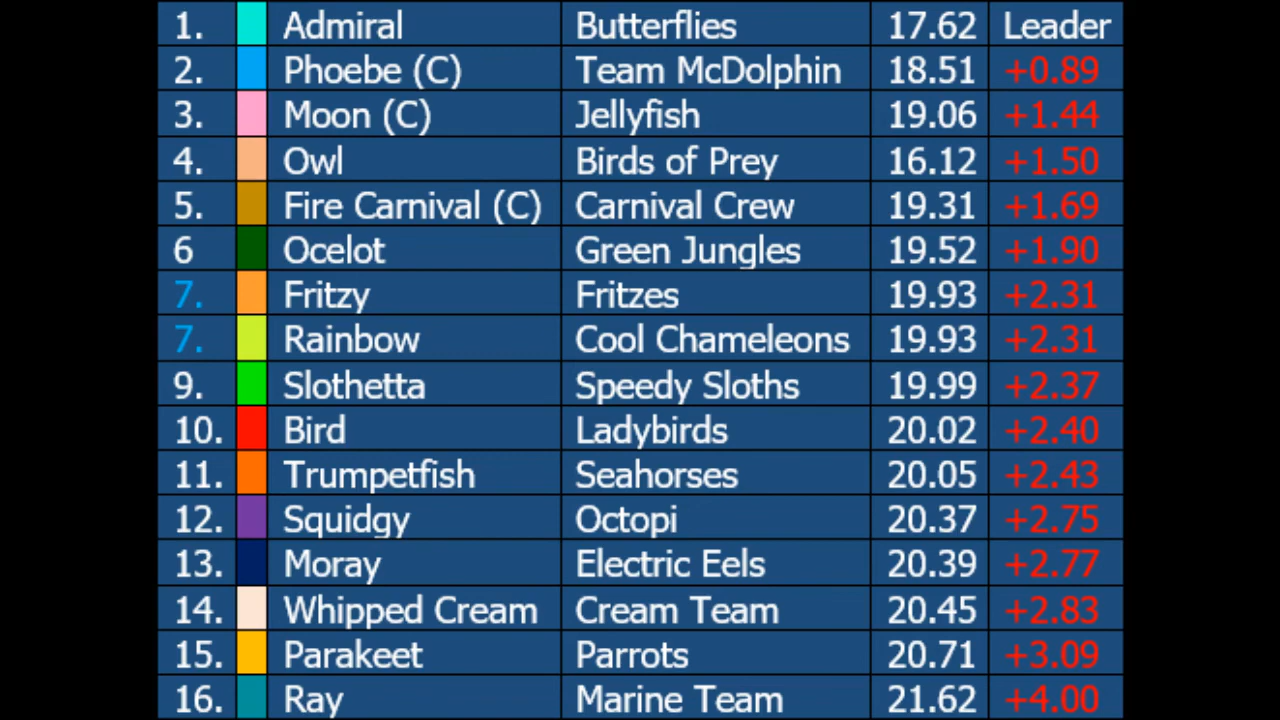 1. Admiral Butterflies 17.62 Leader
2. Phoebe (C) Team McDolphin 18.51 +0.89
3. Moon (C) Jellyfish 19.06 +1.44
4. Owl Birds of Prey 16.12 +1.50
5. Fire Carnival (C) Carnival Crew 19.31 +1.69
6 Ocelot Green Jungles 19.52 +1.90
7. Fritzy Fritzes 19.93 +2.31
7. Rainbow Cool Chameleons 19.93 +2.31
9. Slothetta Speedy Sloths 19.99 +2.37
10. Bird Ladybirds 20.02 +2.40
11. Trumpetfish Seahorses 20.05 +2.43
12. Squidgy Octopi 20.37 +2.75
13. Moray Electric Eels 20.39 +2.77
14. Whipped Cream Cream Team 20.45 +2.83
15. Parakeet Parrots 20.71 +3.09
16. Ray Marine Team 21.62 +4.00